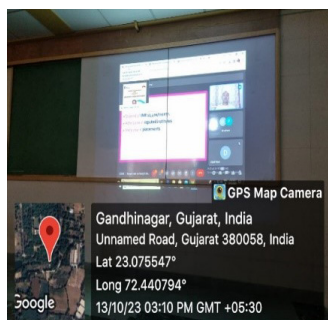 GPS Map Camera
Gandhinagar, Gujarat, India
Unnamed Road, Gujarat 380058, India
Lat 23.075547°
Long 72.440794°
13/10/23 03:10 PM GMT +05:30
Google